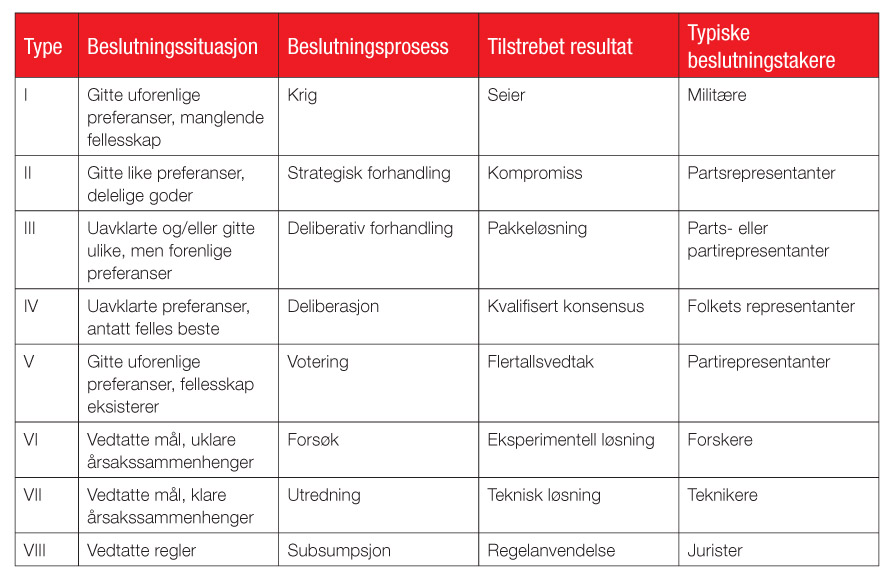 Type Beslutningssituasjon Beslutningsprosess Tilstrebet resultat Typiske
beslutningstakere
I Gitte uforenlige Krig Seier Militære
preferanser, manglende
fellesskap
II Gitte like preferanser, Strategisk forhandling Kompromiss Partsrepresentanter
delelige goder
III Uavklarte og/eller gitte Deliberativ forhandling Pakkeløsning Parts- eller
ulike, men forenlige partirepresentanter
preferanser
IV Uavklarte preferanser, Deliberasjon Kvalifisert konsensus Folkets representanter
antatt felles beste
V Gitte uforenlige Votering Flertallsvedtak Partirepresentanter
preferanser, fellesskap
eksisterer
VI Vedtatte mål, uklare Forsøk Eksperimentell løsning Forskere
årsakssammenhenger
VII Vedtatte mål, klare Utredning Teknisk løsning Teknikere
årsakssammenhenger
VIII Vedtatte regler Subsumpsjon Regelanvendelse Jurister